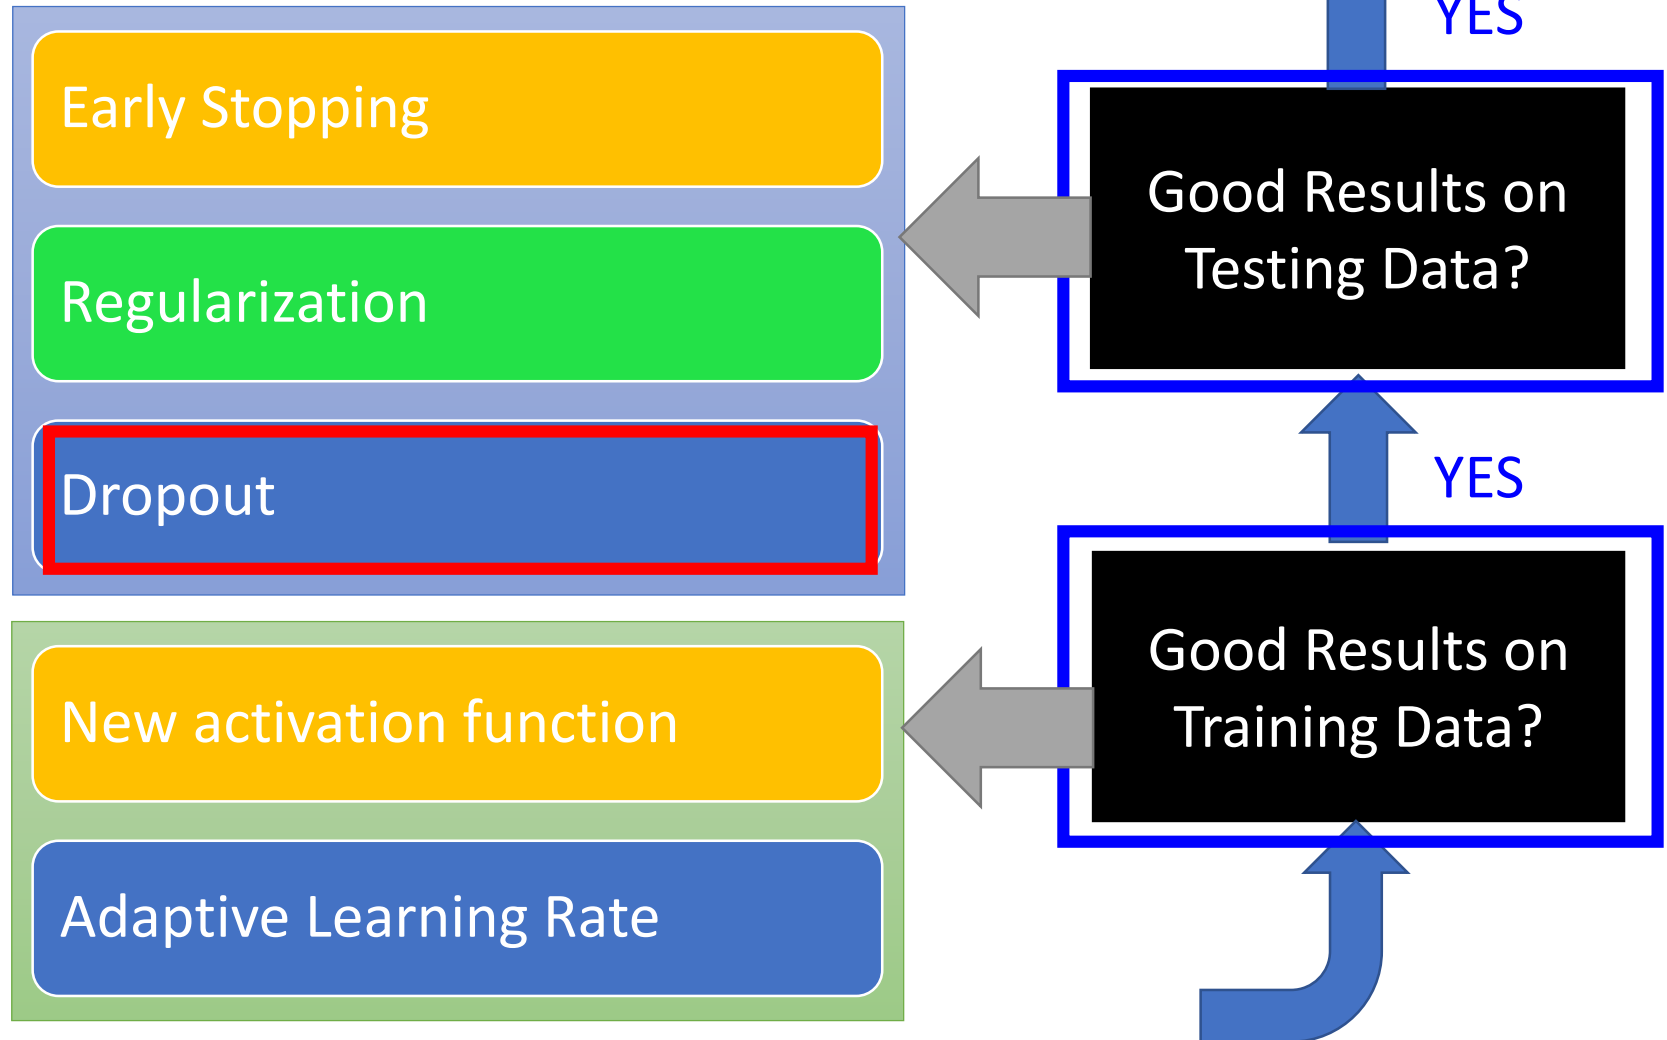 Early Stopping
Regularization
Dropout
New activation function
Adaptive Learning Rate
YES
Good Results on
Testing Data?
YES
Good Results on
Training Data?